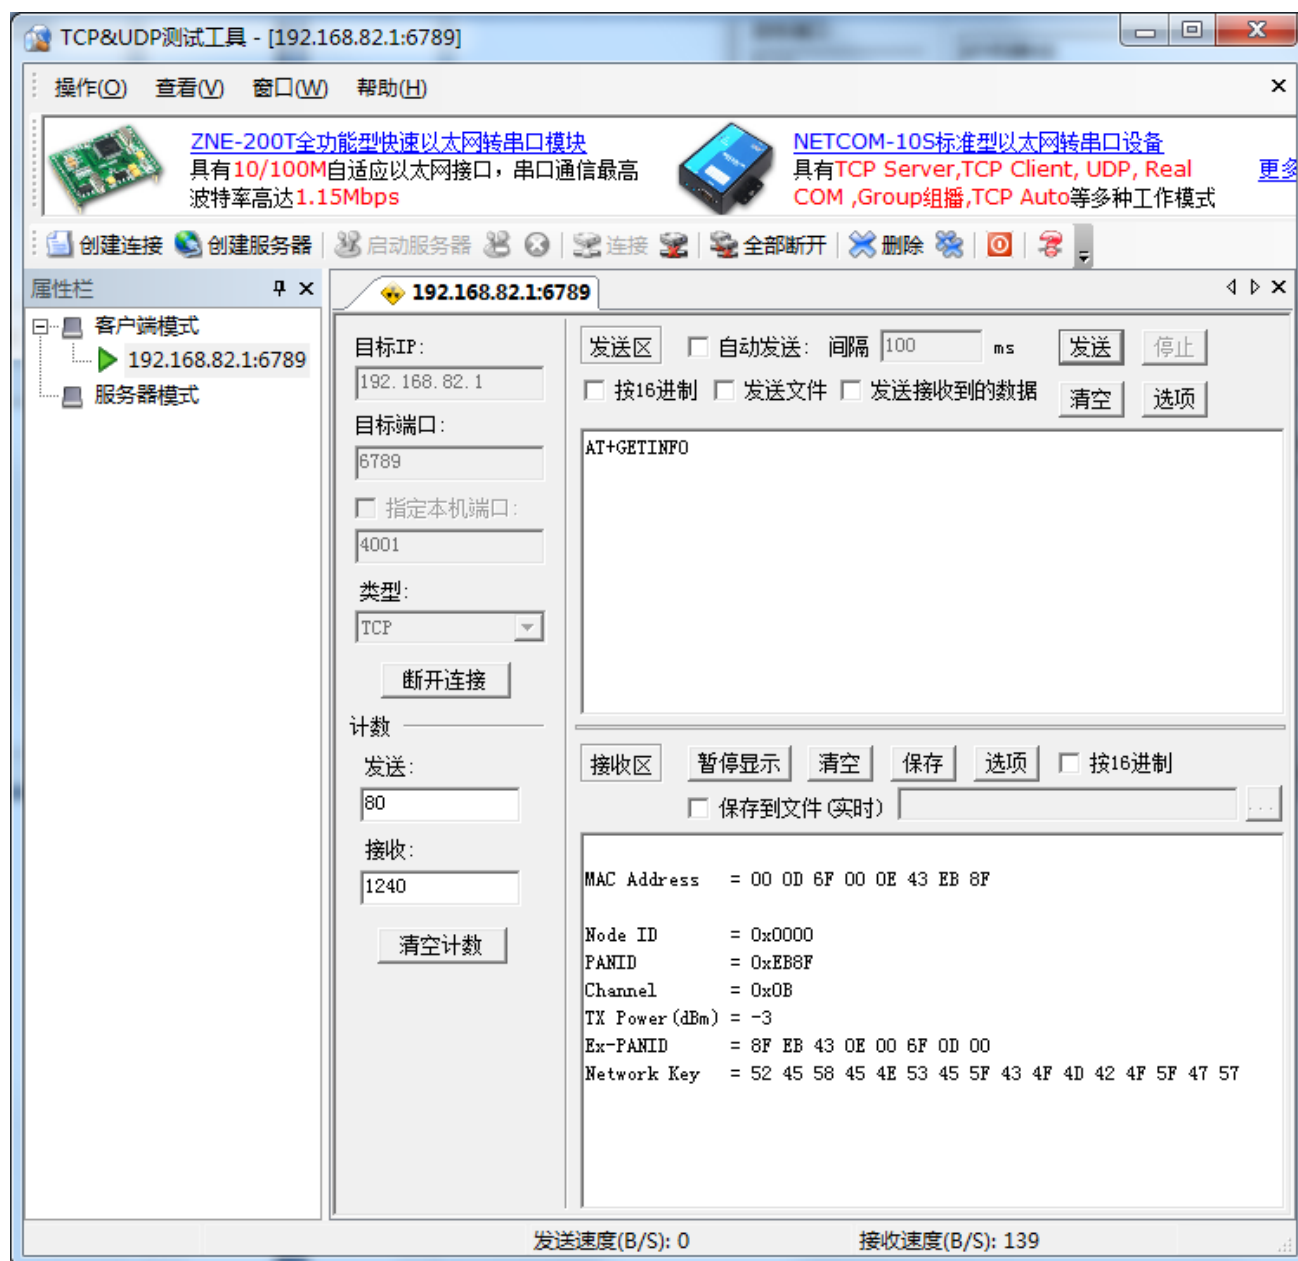 TCP&UDP测试工具 - [192.168.82.1:6789]
操作(O) 查看(V) 窗口(W) 帮助(H)
ZNE-200T全功能型快速以太网转串口模块
具有10/100M自适应以太网接口，串口通信最高
波特率高达1.15Mbps
NETCOM-10S标准型以太网转串口设备
具有TCP Server,TCP Client, UDP, Real
COM ,Group组播,TCP Auto等多种工作模式
更多
创建连接 创建服务器 启动服务器 连接 全部断开 删除
属性栏
客户端模式
192.168.82.1:6789
服务器模式
192.168.82.1:6789
目标IP:
192.168.82.1
目标端口:
6789
指定本机端口:
4001
类型:
TCP
断开连接
计数
发送:
80
接收:
1240
清空计数
发送区 自动发送: 间隔 100 ms 发送 停止
按16进制 发送文件 发送接收到的数据 清空 选项
AT+GETINFO
接收区 暂停显示 清空 保存 选项 按16进制
保存到文件(实时) ...
MAC Address = 00 0D 6F 00 0E 43 EB 8F
Node ID = 0x0000
PANID = 0xEB8F
Channel = 0x0B
TX Power(dBm) = -3
Ex-PANID = 8F EB 43 0E 00 6F 0D 00
Network Key = 52 45 58 45 4E 53 45 5F 43 4F 4D 42 4F 5F 47 57
发送速度(B/S): 0 接收速度(B/S): 139